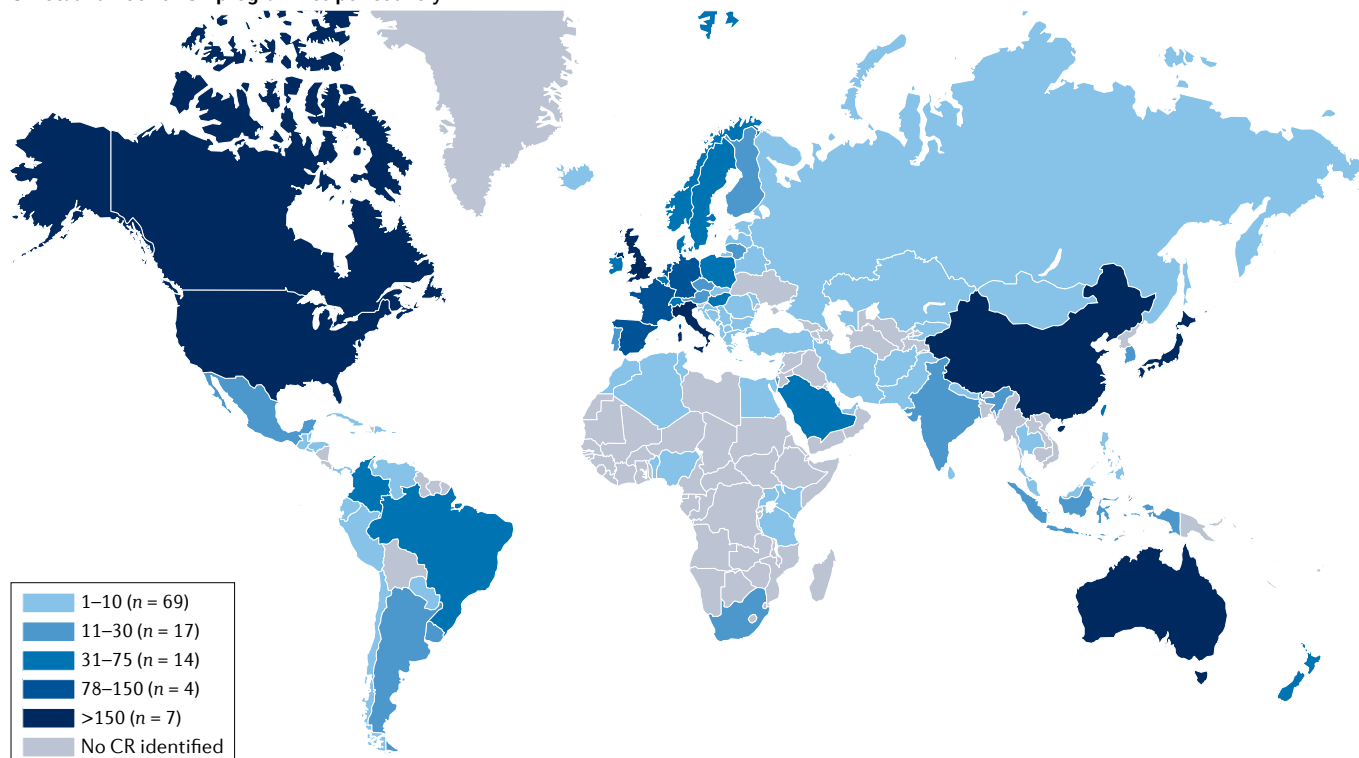 1–10 (n = 69)
11–30 (n = 17)
31–75 (n = 14)
78–150 (n = 4)
>150 (n = 7)
No CR identified